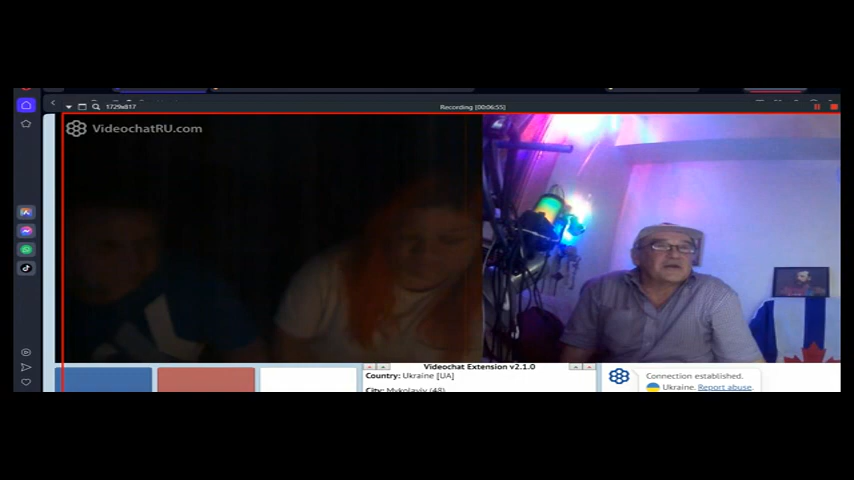 1729x817
Recording [00:06:55]
VideochatRU.com
Videochat Extension v2.1.0
Country: Ukraine [UA]
City: Mykolayiv (48)
Connection established.
Ukraine. Report abuse.